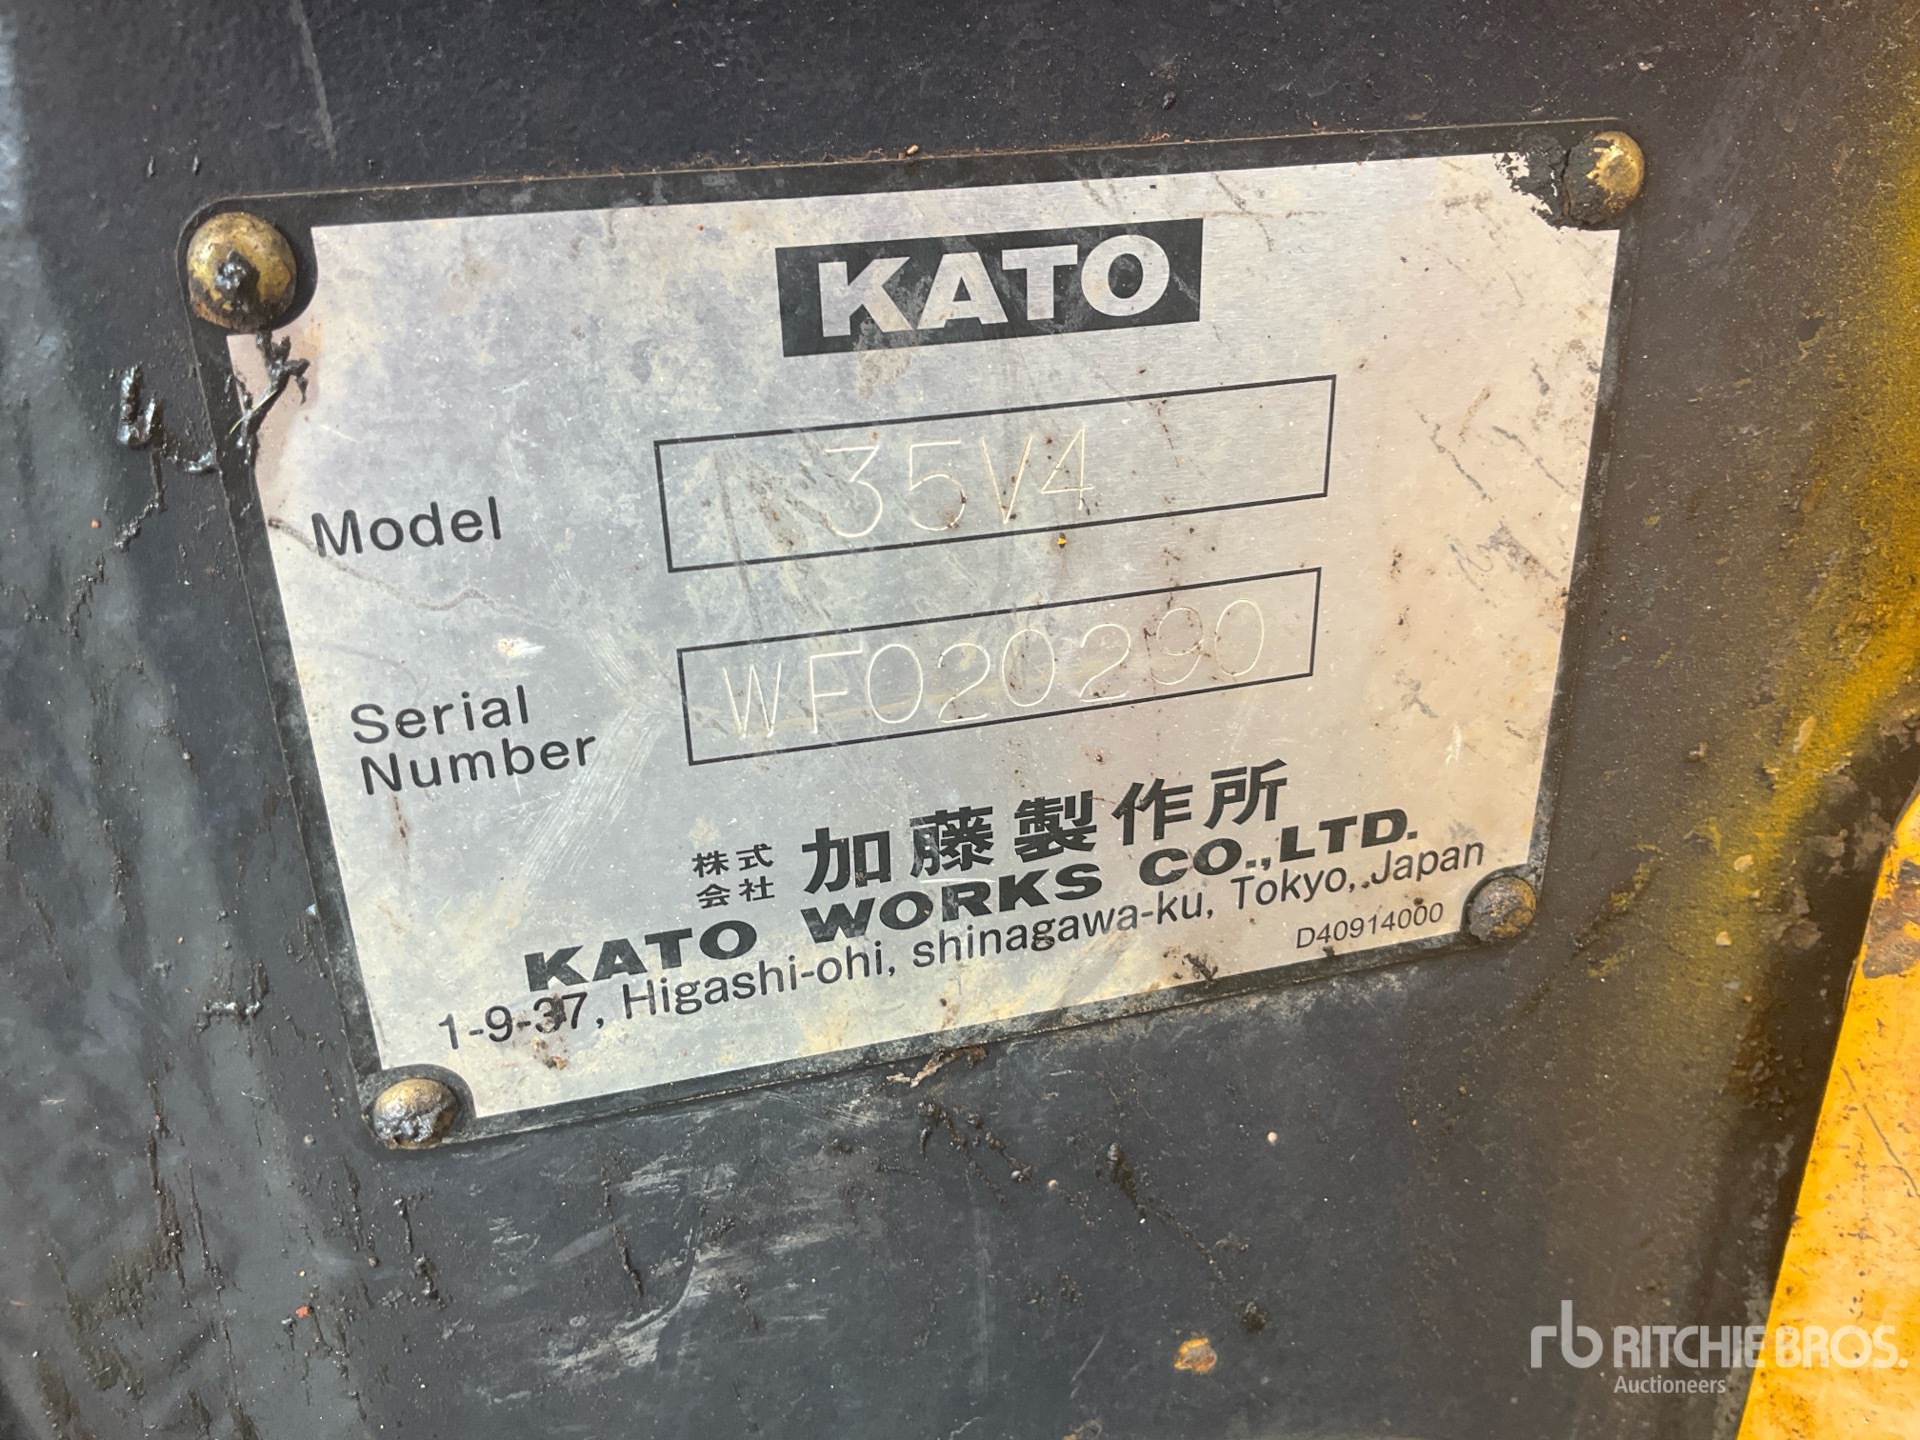 KATO
Model 35V4
Serial Number WF020290
株式会社 加藤製作所
KATO WORKS CO.,LTD.
1-9-37, Higashi-ohi, shinagawa-ku, Tokyo, Japan
D40914000
rb RITCHIE BROS.
Auctioneers